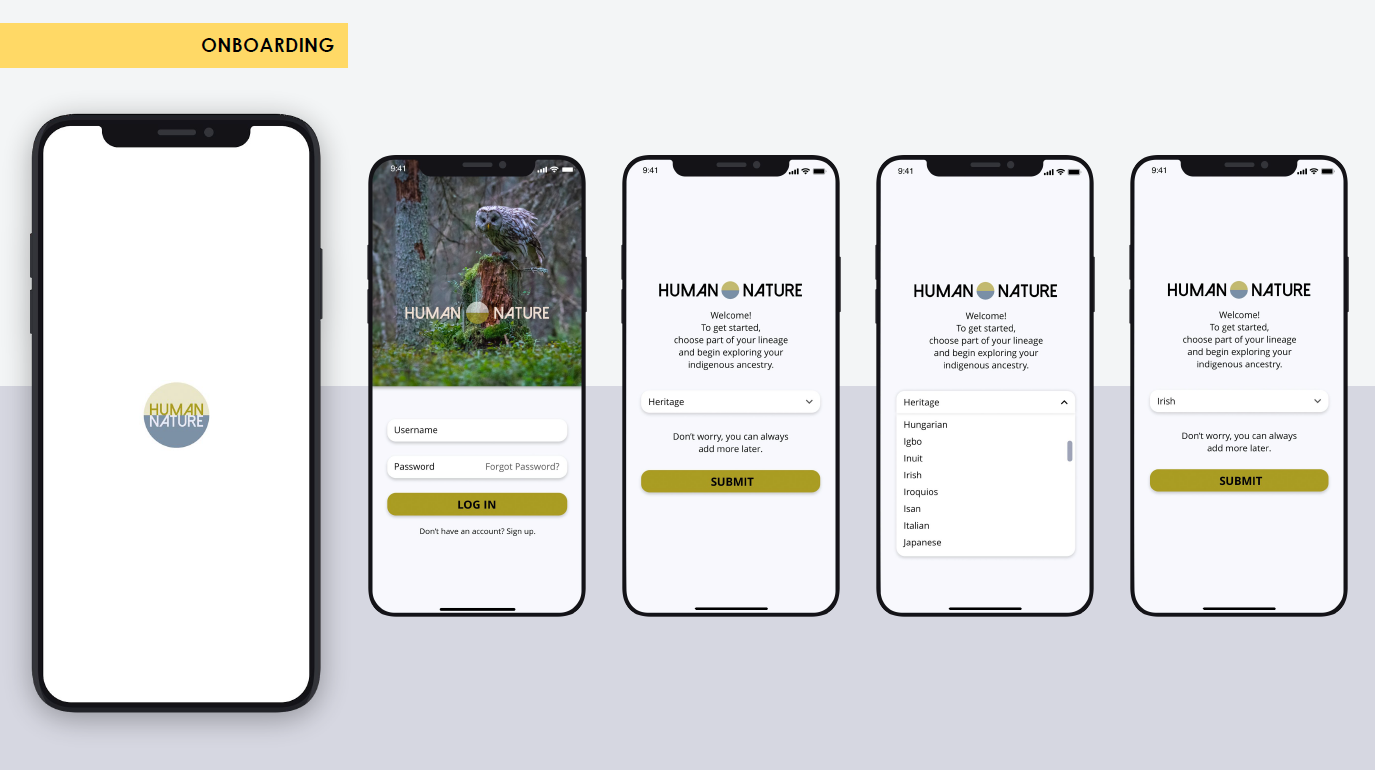 ONBOARDING
HUMAN
NATURE
9:41
HUMAN NATURE
Username
Password Forgot Password?
LOG IN
Don't have an account? Sign up.
9:41
HUMAN NATURE
Welcome!
To get started,
choose part of your lineage
and begin exploring your
indigenous ancestry.
Heritage
Don't worry, you can always
add more later.
SUBMIT
9:41
HUMAN NATURE
Welcome!
To get started,
choose part of your lineage
and begin exploring your
indigenous ancestry.
Heritage
Hungarian
Igbo
Inuit
Irish
Iroquios
Isan
Italian
Japanese
9:41
HUMAN NATURE
Welcome!
To get started,
choose part of your lineage
and begin exploring your
indigenous ancestry.
Irish
Don't worry, you can always
add more later.
SUBMIT